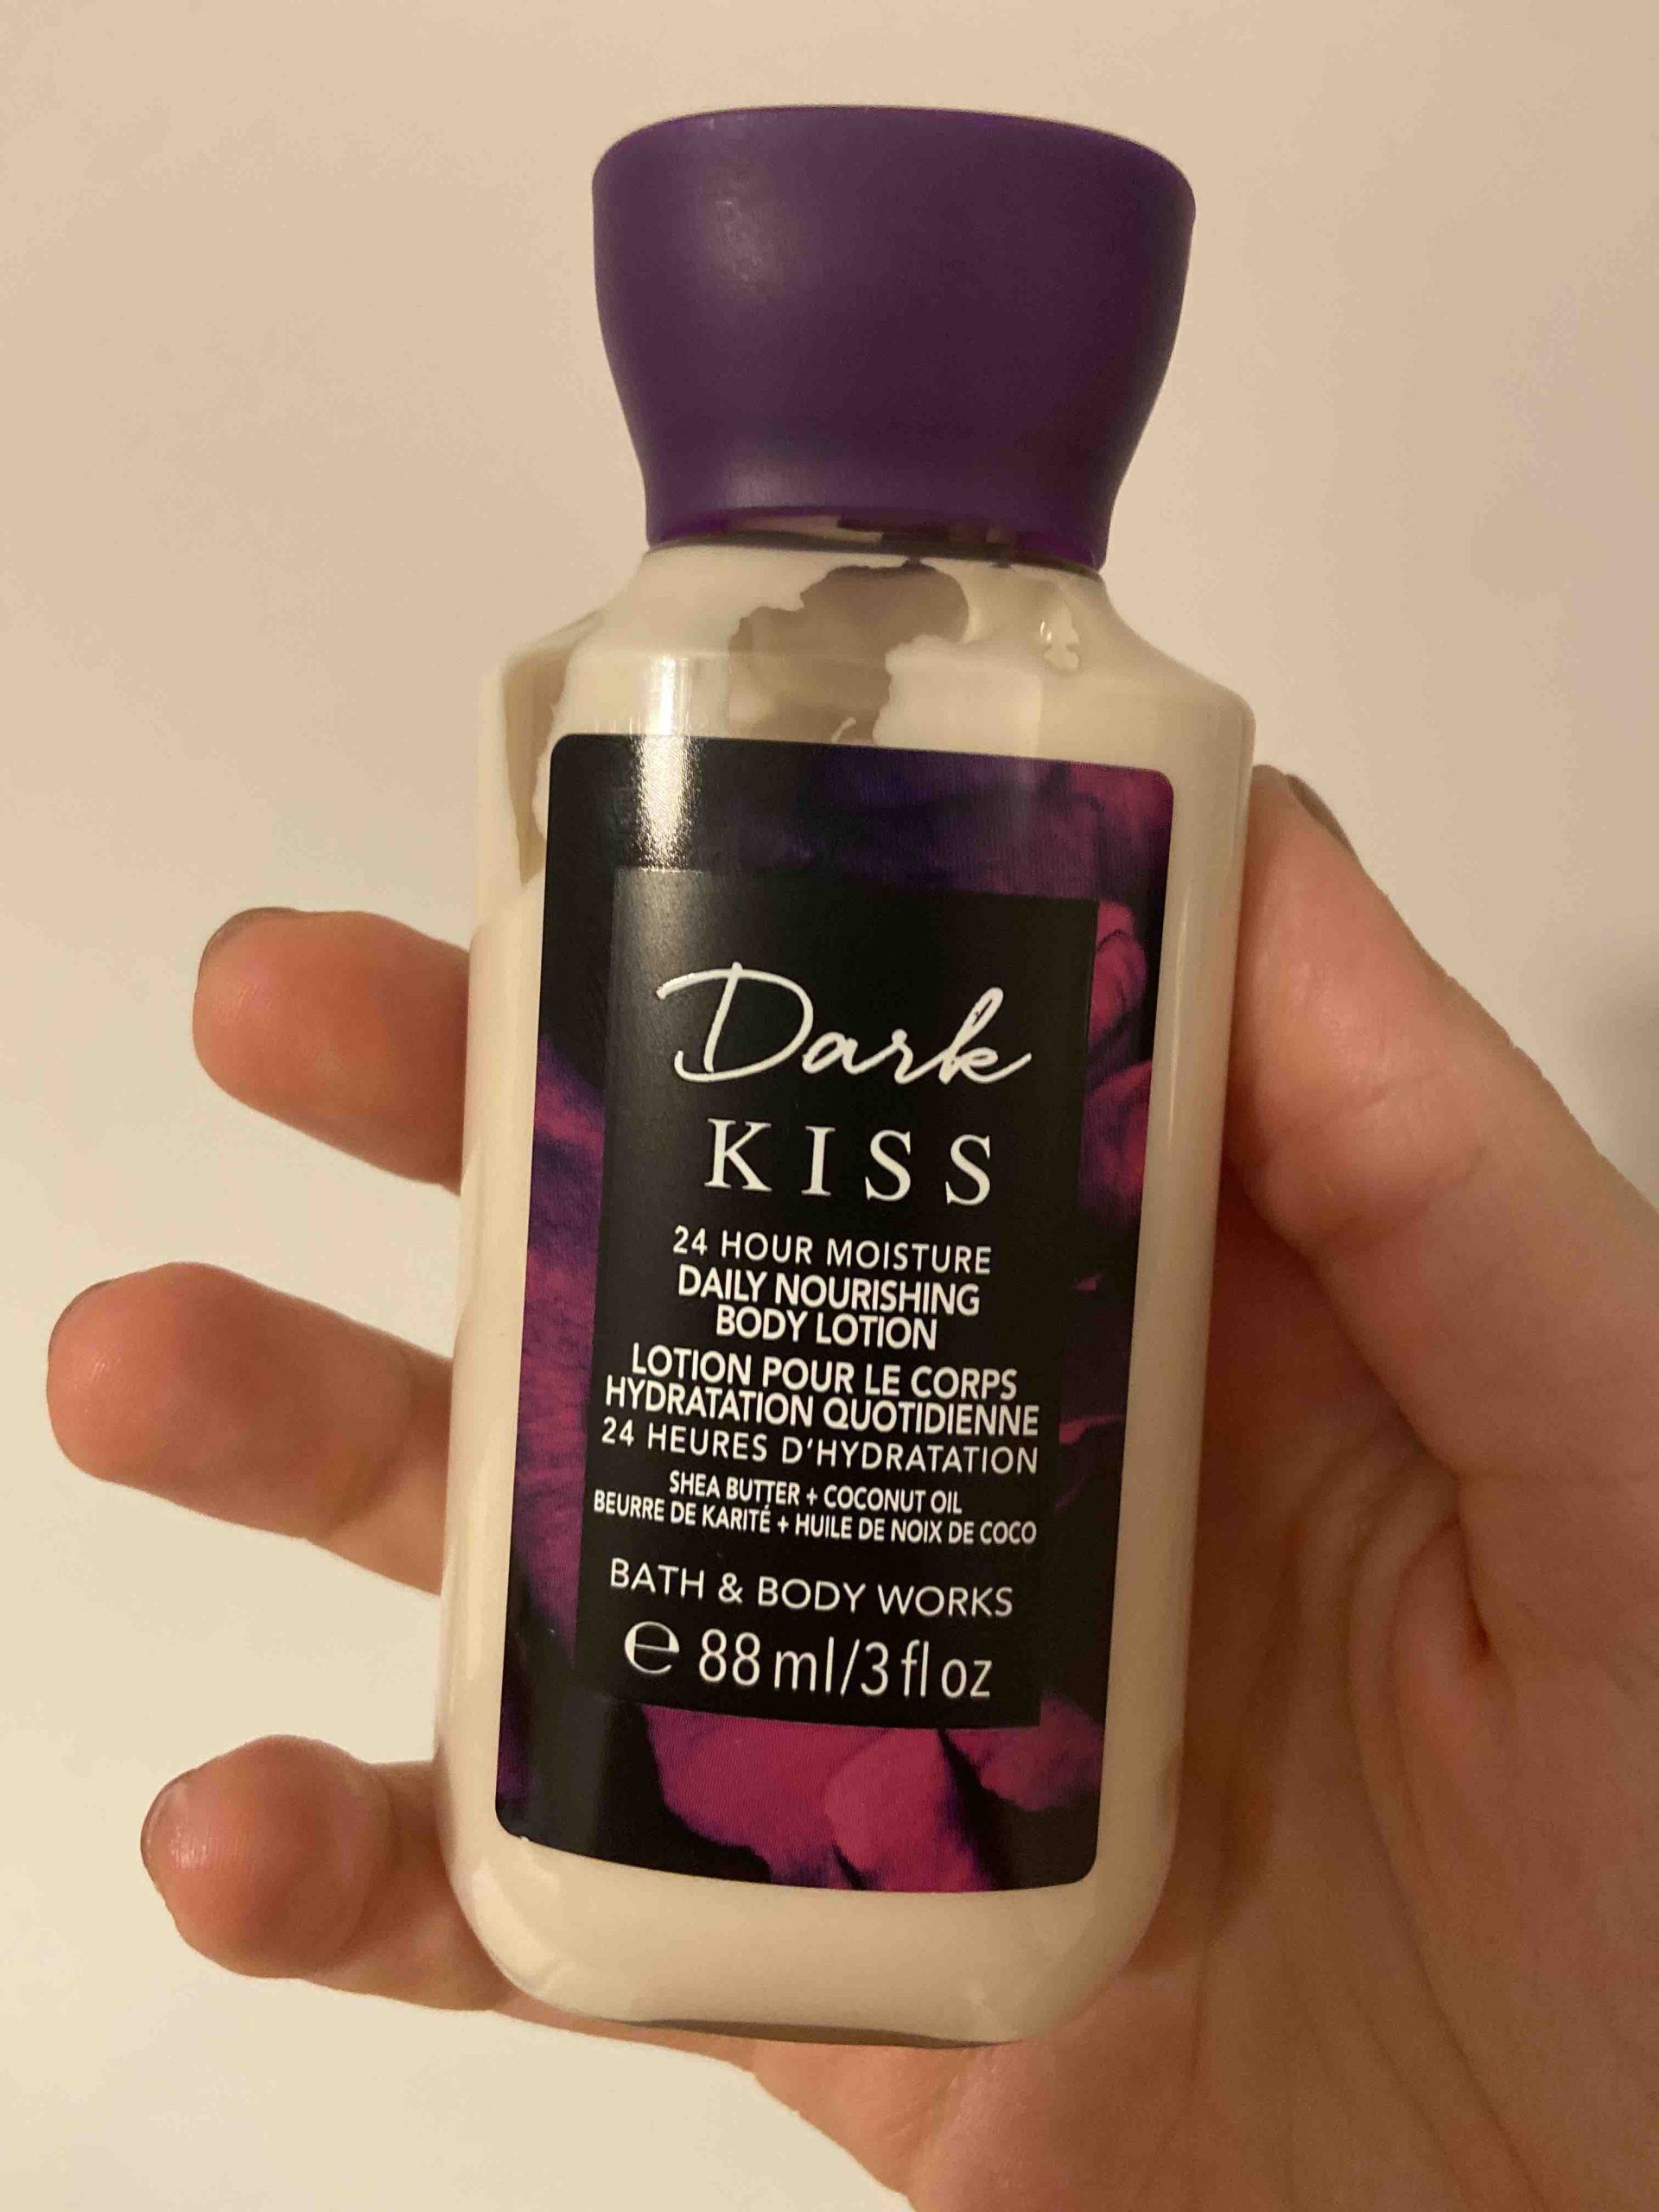 Dark
KISS
24 HOUR MOISTURE
DAILY NOURISHING
BODY LOTION
LOTION POUR LE CORPS
HYDRATATION QUOTIDIENNE
24 HEURES D'HYDRATATION
SHEA BUTTER + COCONUT OIL
BEURRE DE KARITÉ + HUILE DE NOIX DE COCO
BATH & BODY WORKS
℮ 88 ml/3 fl oz